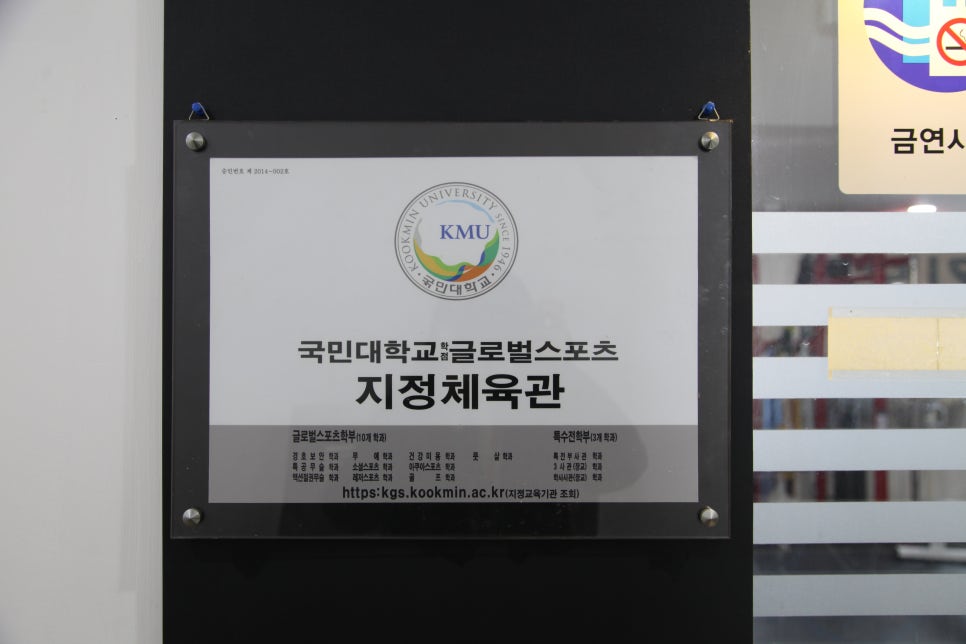 승인번호 제 2014-002호
KOOKMIN UNIVERSITY SINCE 1946
KMU
국민대학교
국민대학교학점글로벌스포츠
지정체육관
글로벌스포츠학부(10개 학과) 특수전학부(3개 학과)
경호보안 학과 무예 학과 건강미용 학과 풋살 학과 특전부사관 학과
특공무술 학과 소셜스포츠 학과 아쿠아스포츠 학과 3사관(장교) 학과
액션절권무술 학과 레저스포츠 학과 골프 학과 학사사관(장교) 학과
https:kgs.kookmin.ac.kr(지정교육기관 조회)
금연시